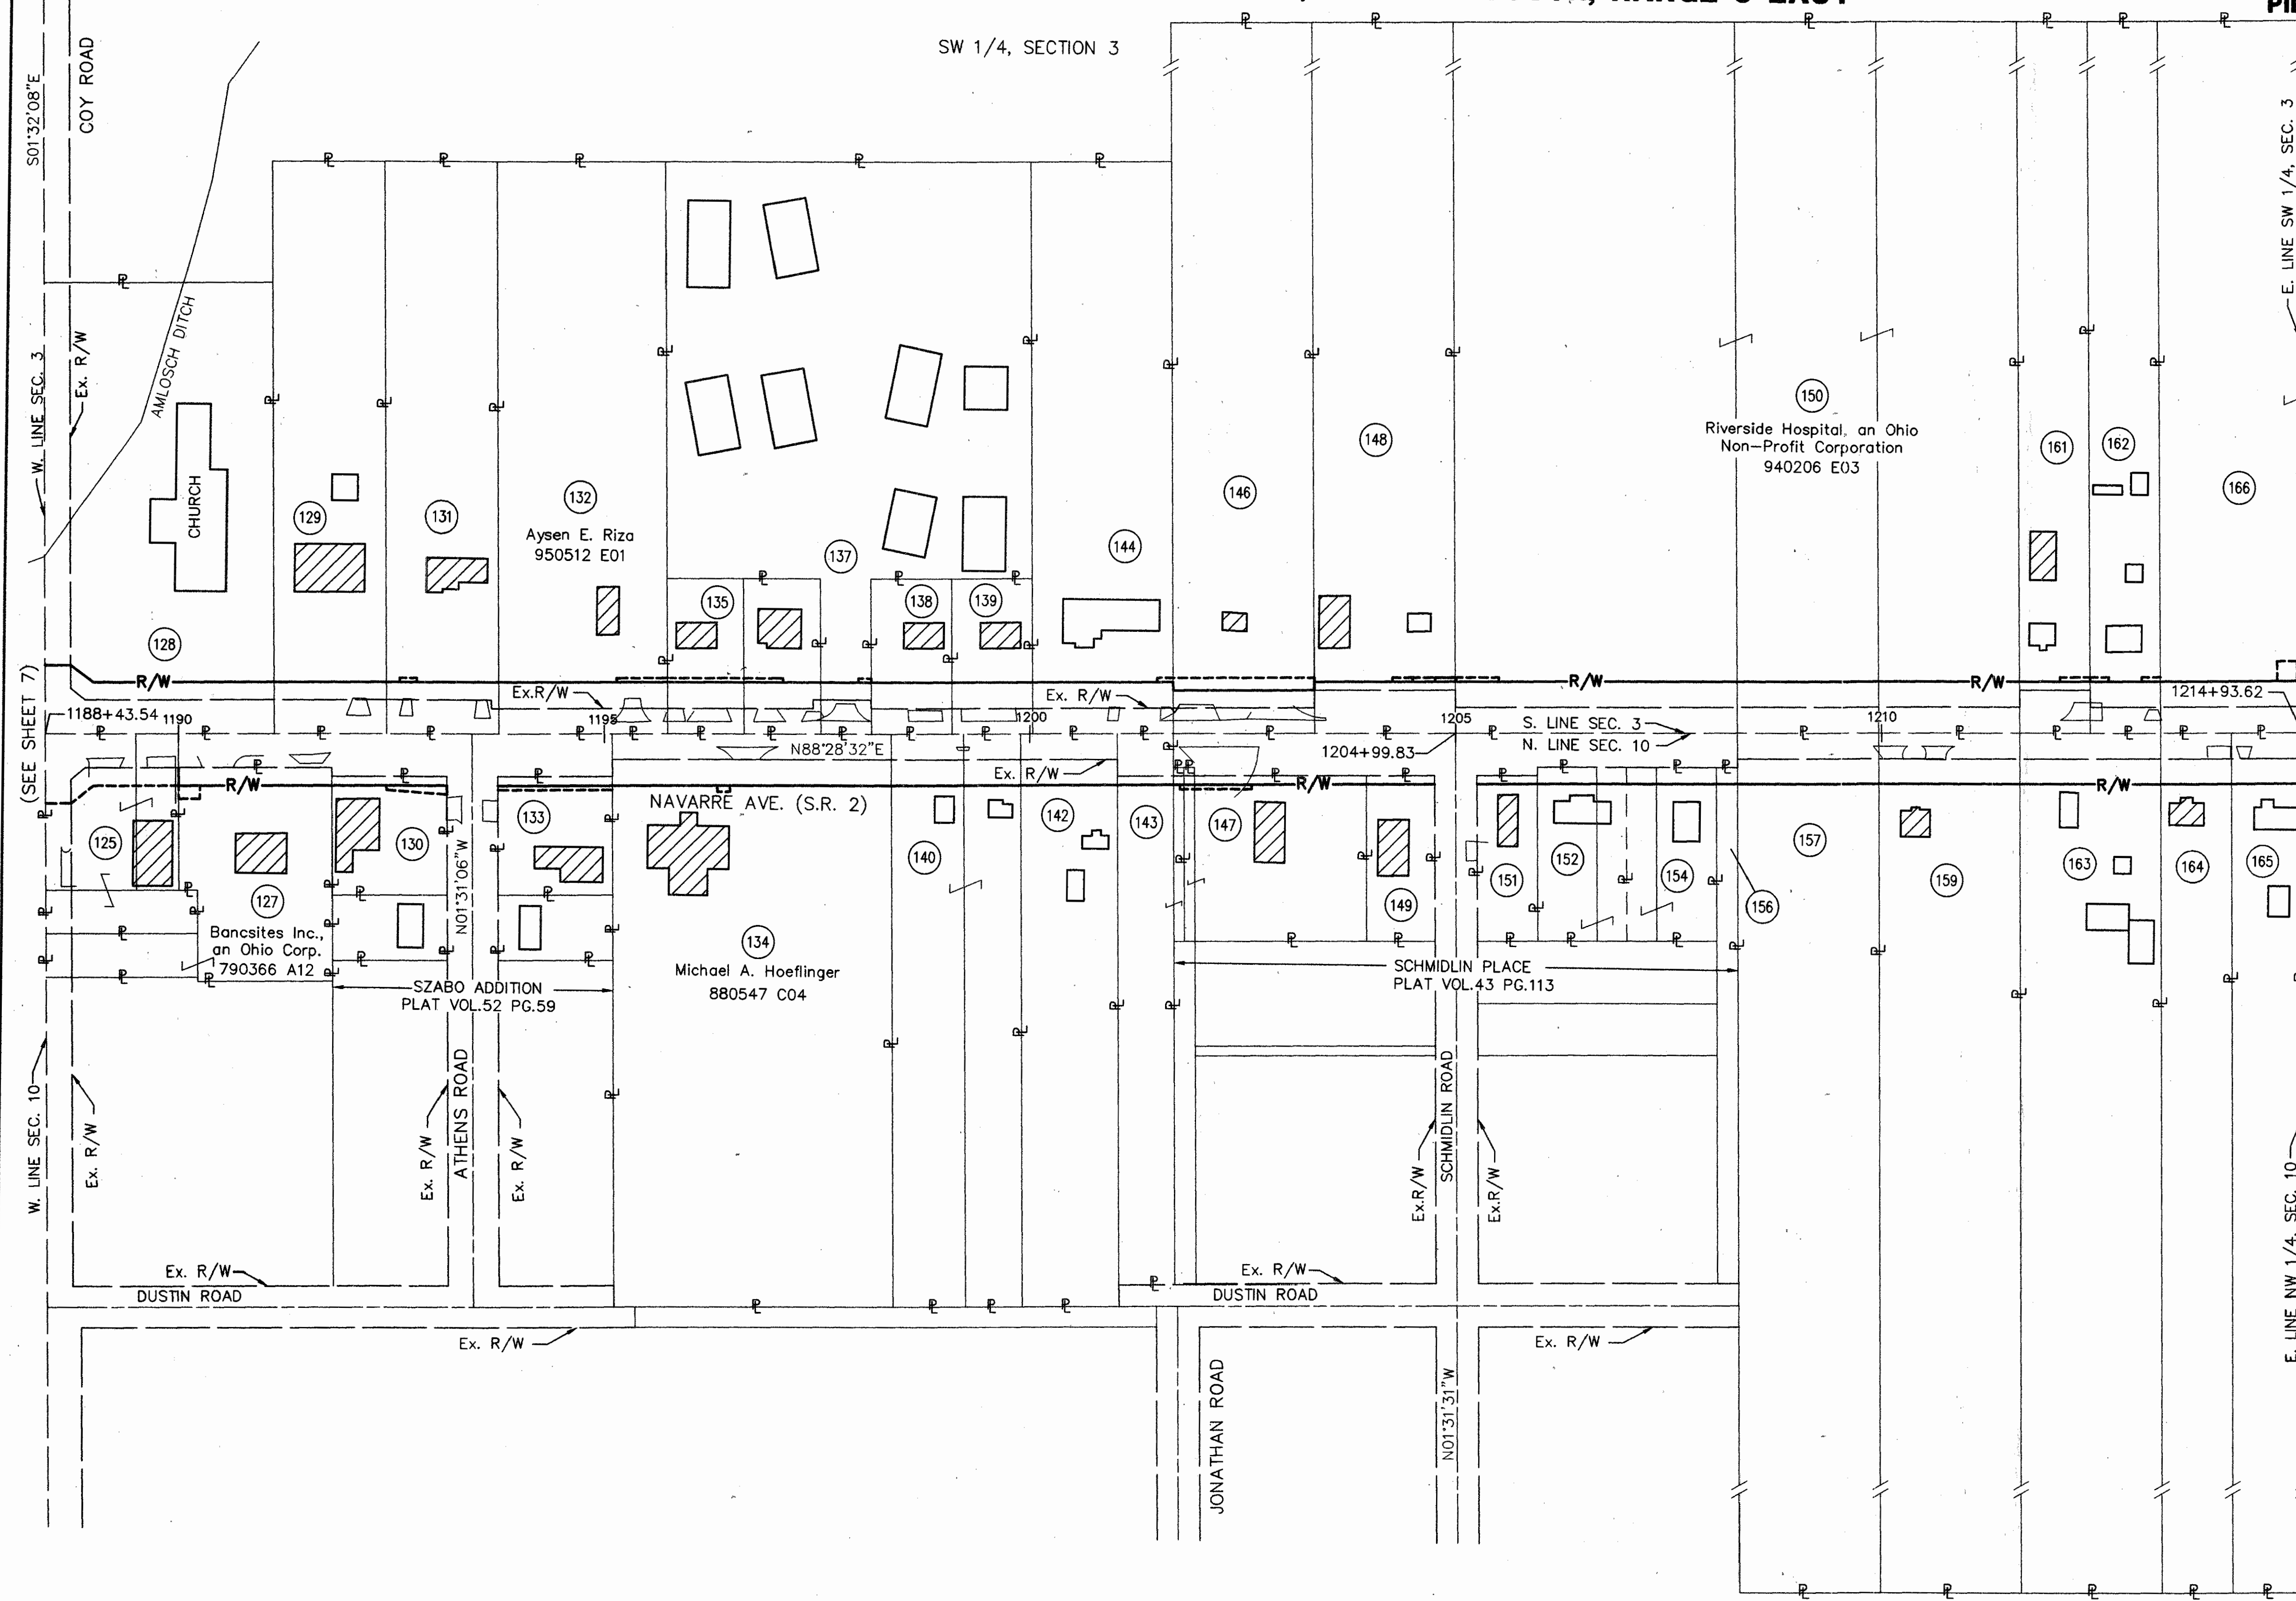 RANGE 8 EAST
SW 1/4, SECTION 3
COY ROAD
S01°32'08"E
W. LINE SEC. 3
Ex. R/W
AMLOSCH DITCH
CHURCH
128
129
131
132
Aysen E. Riza
950512 E01
135
137
138
139
144
146
148
150
Riverside Hospital, an Ohio
Non-Profit Corporation
940206 E03
161
162
166
E. LINE SW 1/4, SEC. 3
(SEE SHEET 7)
R/W
Ex.R/W
Ex. R/W
R/W
R/W
1214+93.62
1188+43.54
1190
1195
1200
1205
1210
S. LINE SEC. 3
N. LINE SEC. 10
N88°28'32"E
1204+99.83
Ex. R/W
R/W
R/W
R/W
NAVARRE AVE. (S.R. 2)
125
127
Bancsites Inc.,
an Ohio Corp.
790366 A12
130
N01°31'06"W
133
134
Michael A. Hoeflinger
880547 C04
140
142
143
147
149
151
152
154
156
157
159
163
164
165
SZABO ADDITION
PLAT VOL.52 PG.59
SCHMIDLIN PLACE
PLAT VOL.43 PG.113
W. LINE SEC. 10
Ex. R/W
Ex. R/W
ATHENS ROAD
Ex. R/W
Ex.R/W
SCHMIDLIN ROAD
Ex.R/W
E. LINE NW 1/4, SEC. 10
Ex. R/W
DUSTIN ROAD
Ex. R/W
DUSTIN ROAD
Ex. R/W
Ex. R/W
JONATHAN ROAD
N01°31'31"W